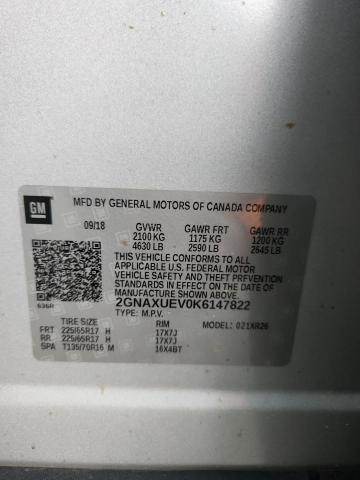 GM
MFD BY GENERAL MOTORS OF CANADA COMPANY
09/18 GVWR GAWR FRT GAWR RR
2100 KG 1175 KG 1200 KG
4630 LB 2590 LB 2645 LB
THIS VEHICLE CONFORMS TO ALL
APPLICABLE U.S. FEDERAL MOTOR
VEHICLE SAFETY AND THEFT PREVENTION
STANDARDS IN EFFECT ON THE DATE OF
MANUFACTURE SHOWN ABOVE.
636R 2GNAXUEV0K6147822
TYPE: M.P.V.
TIRE SIZE RIM MODEL: 021XR26
FRT 225/65R17 H 17X7J
RR 225/65R17 H 17X7J
SPA T135/70R16 M 16X4BT